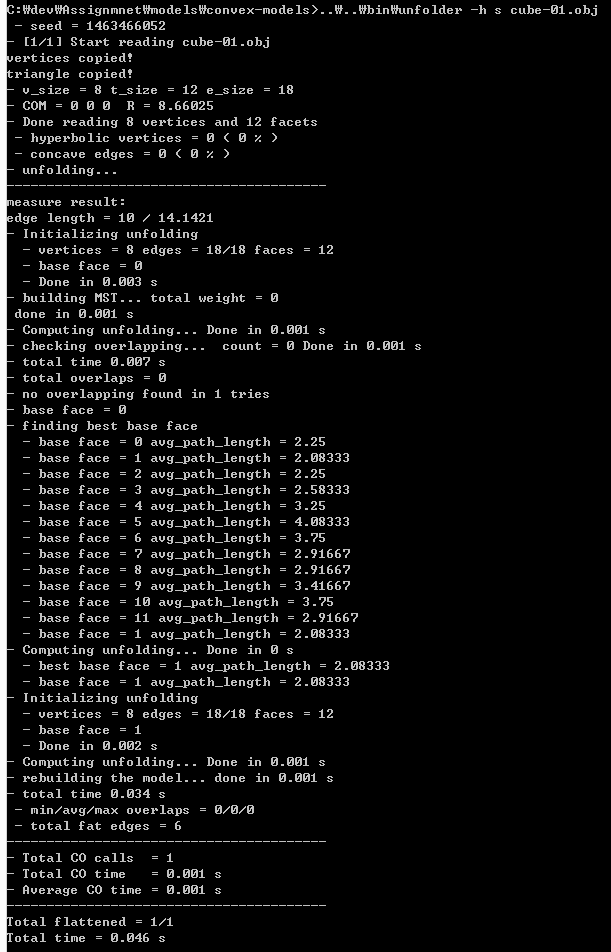 C:₩dev₩Assignmnet₩models₩convex-models>..₩..₩bin₩unfolder -h s cube-01.obj
- seed = 1463466052
- [1/1] Start reading cube-01.obj
vertices copied!
triangle copied!
- v_size = 8 t_size = 12 e_size = 18
- COM = 0 0 0  R = 8.66025
- Done reading 8 vertices and 12 facets
- hyperbolic vertices = 0 ( 0 % )
- concave edges = 0 ( 0 % )
- unfolding...
----------------------------------------
measure result:
edge length = 10 / 14.1421
- Initializing unfolding
- vertices = 8 edges = 18/18 faces = 12
- base face = 0
- Done in 0.003 s
- building MST... total weight = 0
done in 0.001 s
- Computing unfolding... Done in 0.001 s
- checking overlapping...  count = 0 Done in 0.001 s
- total time 0.007 s
- total overlaps = 0
- no overlapping found in 1 tries
- base face = 0
- finding best base face
- base face = 0 avg_path_length = 2.25
- base face = 1 avg_path_length = 2.08333
- base face = 2 avg_path_length = 2.25
- base face = 3 avg_path_length = 2.58333
- base face = 4 avg_path_length = 3.25
- base face = 5 avg_path_length = 4.08333
- base face = 6 avg_path_length = 3.75
- base face = 7 avg_path_length = 2.91667
- base face = 8 avg_path_length = 2.91667
- base face = 9 avg_path_length = 3.41667
- base face = 10 avg_path_length = 3.75
- base face = 11 avg_path_length = 2.91667
- base face = 1 avg_path_length = 2.08333
- Computing unfolding... Done in 0 s
- best base face = 1 avg_path_length = 2.08333
- base face = 1 avg_path_length = 2.08333
- Initializing unfolding
- vertices = 8 edges = 18/18 faces = 12
- base face = 1
- Done in 0.002 s
- Computing unfolding... Done in 0.001 s
- rebuilding the model... done in 0.001 s
- total time 0.034 s
- min/avg/max overlaps = 0/0/0
- total fat edges = 6
----------------------------------------
- Total CO calls  = 1
- Total CO time   = 0.001 s
- Average CO time = 0.001 s
----------------------------------------
Total flattened = 1/1
Total time = 0.046 s